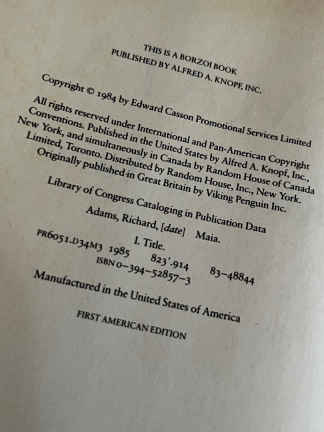 THIS IS A BORZOI BOOK
PUBLISHED BY ALFRED A. KNOPF, INC.
Copyright © 1984 by Edward Casson Promotional Services Limited
All rights reserved under International and Pan-American Copyright
Conventions. Published in the United States by Alfred A. Knopf, Inc.,
New York, and simultaneously in Canada by Random House of Canada
Limited, Toronto. Distributed by Random House, Inc., New York.
Originally published in Great Britain by Viking Penguin Inc.
Library of Congress Cataloging in Publication Data
Adams, Richard, [date] Maia.
I. Title.
PR6051.D34M3 1985 823'.914 83-48844
ISBN 0-394-52857-3
Manufactured in the United States of America
FIRST AMERICAN EDITION